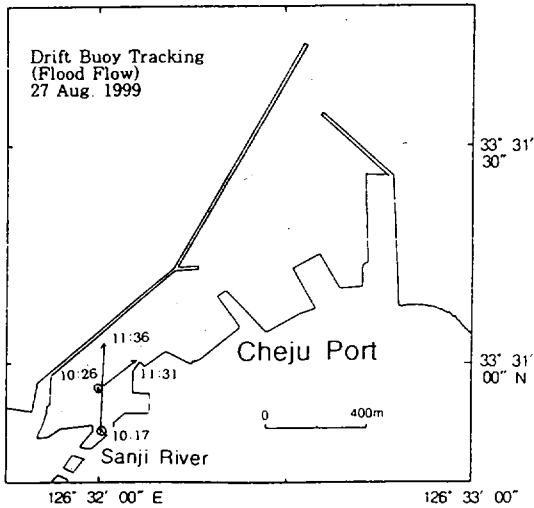 Drift Buoy Tracking
(Flood Flow)
27 Aug. 1999
33° 31′
30″
11:36
Cheju Port
10:26
11:31
33° 31′
00″ N
0 400m
10:17
Sanji River
126° 32′ 00″ E
126° 33′ 00″